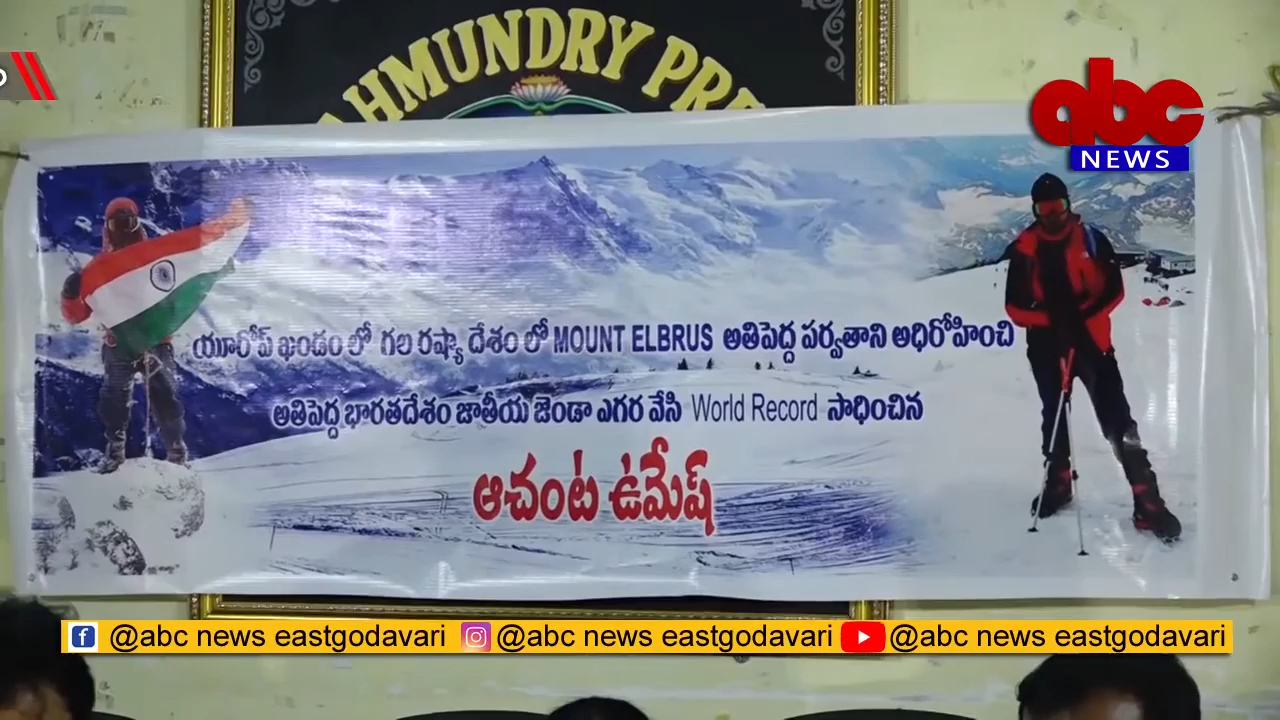 AHMUNDRY PRE
abc
NEWS
యూరోప్ ఖండం లో గల రష్యా దేశం లో MOUNT ELBRUS అతిపెద్ద పర్వతాని అధిరోహించి
అతిపెద్ద భారతదేశం జాతీయ జెండా ఎగర వేసి World Record సాధించిన
ఆచంట ఉమేష్
@abc news eastgodavari @abc news eastgodavari @abc news eastgodavari